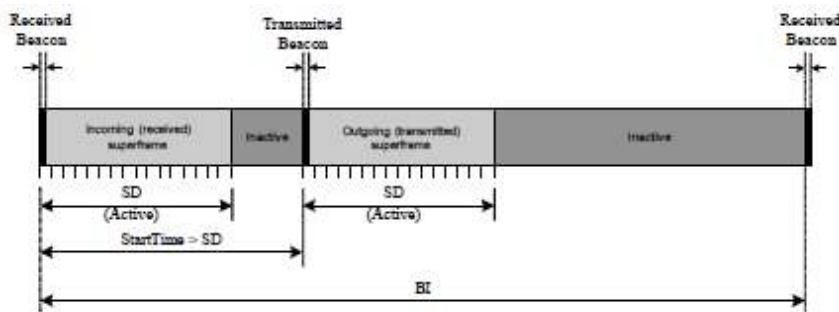 Received
Beacon
Transmitted
Beacon
Received
Beacon
Incoming (received)
superframe
Inactive
Outgoing (transmitted)
superframe
Inactive
SD
(Active)
SD
(Active)
StartTime > SD
BI